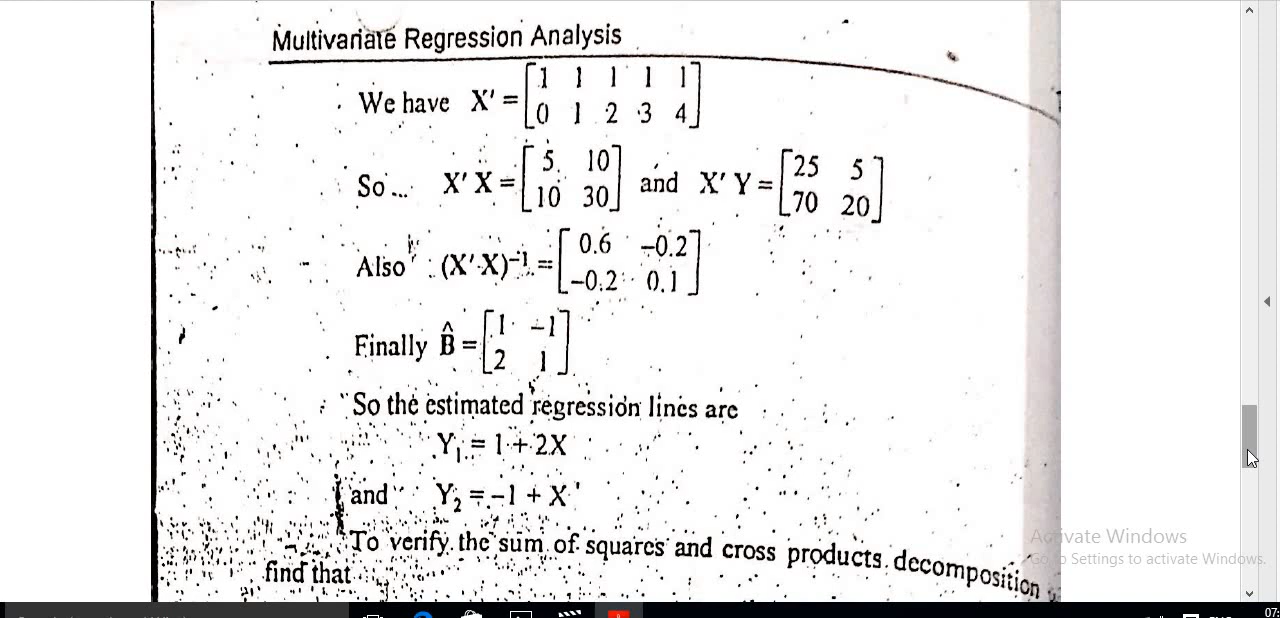 Multivariate Regression Analysis
We have X' = [1 1 1 1 1
0 1 2 3 4]
So... X'X = [5 10
10 30] and X'Y = [25 5
70 20]
Also (X'X)⁻¹ = [0.6 -0.2
-0.2 0.1]
Finally B̂ = [1 -1
2 1]
So the estimated regression lines are
Y₁ = 1 + 2X
and Y₂ = -1 + X
To verify the sum of squares and cross products decomposition
find that
Activate Windows
Go to Settings to activate Windows.
07: